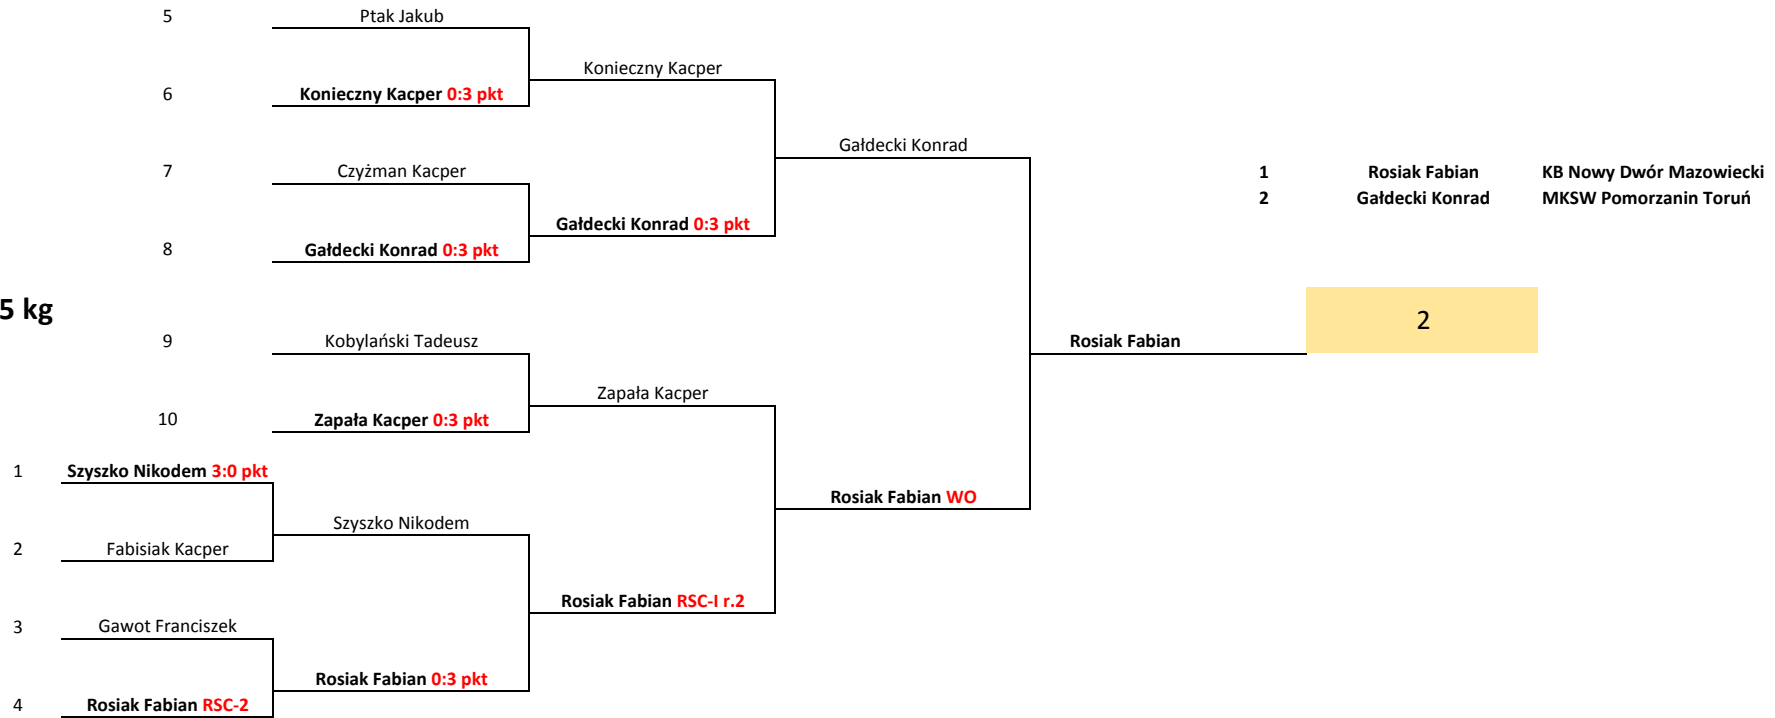 5 Ptak Jakub
Konieczny Kacper
6 Konieczny Kacper 0:3 pkt
Gałdecki Konrad
7 Czyżman Kacper 1 Rosiak Fabian KB Nowy Dwór Mazowiecki
2 Gałdecki Konrad MKSW Pomorzanin Toruń
Gałdecki Konrad 0:3 pkt
8 Gałdecki Konrad 0:3 pkt
5 kg
2
9 Kobylański Tadeusz Rosiak Fabian
Zapała Kacper
10 Zapała Kacper 0:3 pkt
1 Szyszko Nikodem 3:0 pkt
Rosiak Fabian WO
Szyszko Nikodem
2 Fabisiak Kacper
Rosiak Fabian RSC-I r.2
3 Gawot Franciszek
Rosiak Fabian 0:3 pkt
4 Rosiak Fabian RSC-2